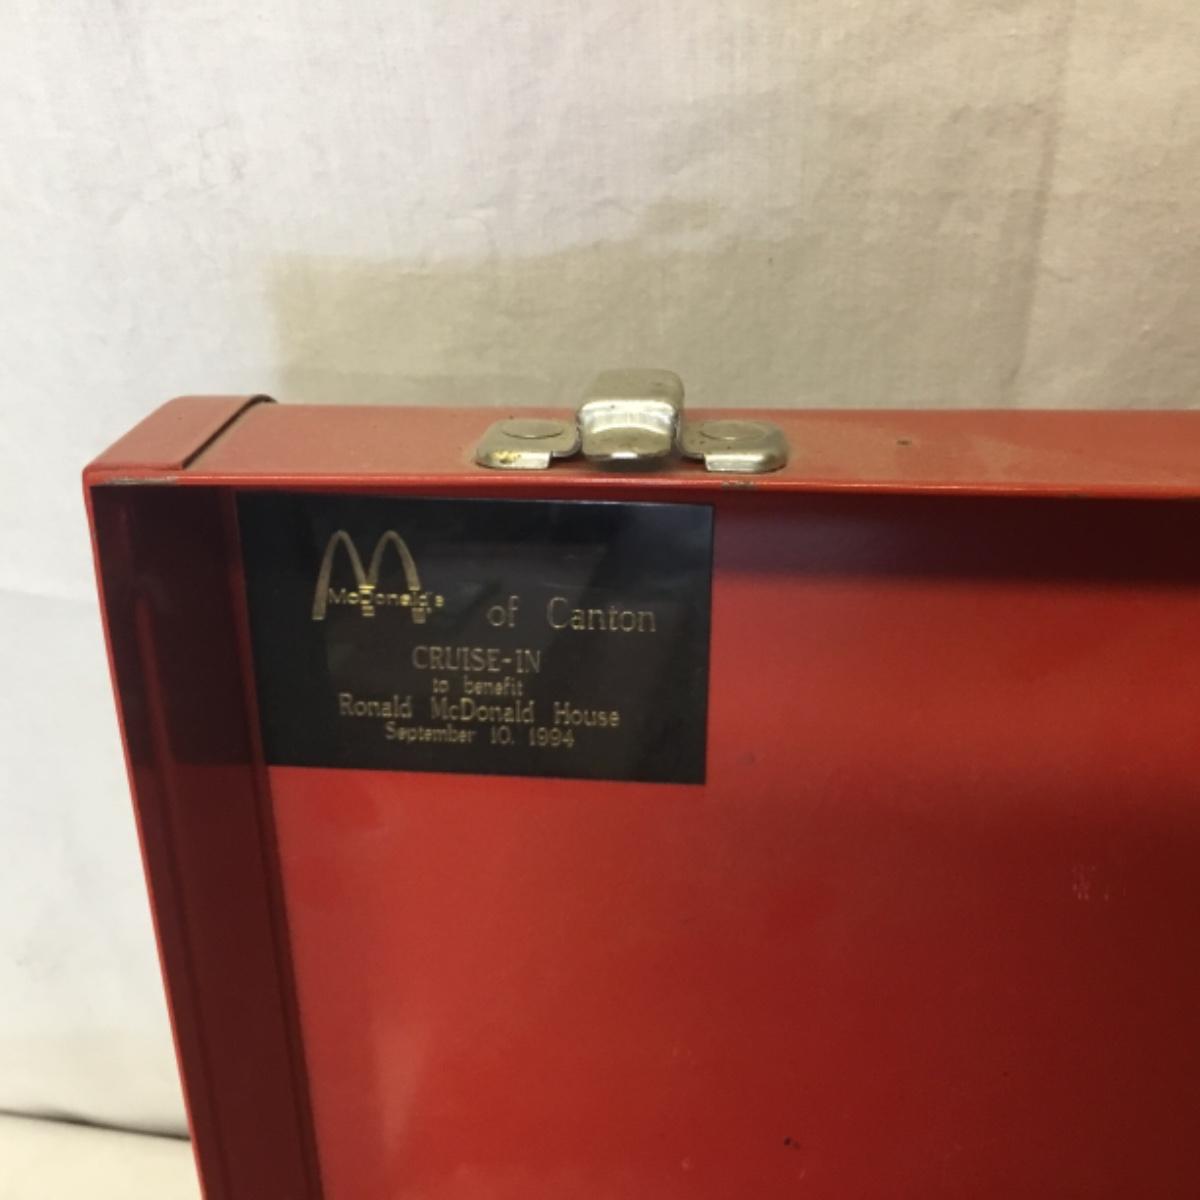 McDonald's of Canton
CRUISE-IN
to benefit
Ronald McDonald House
September 10, 1994